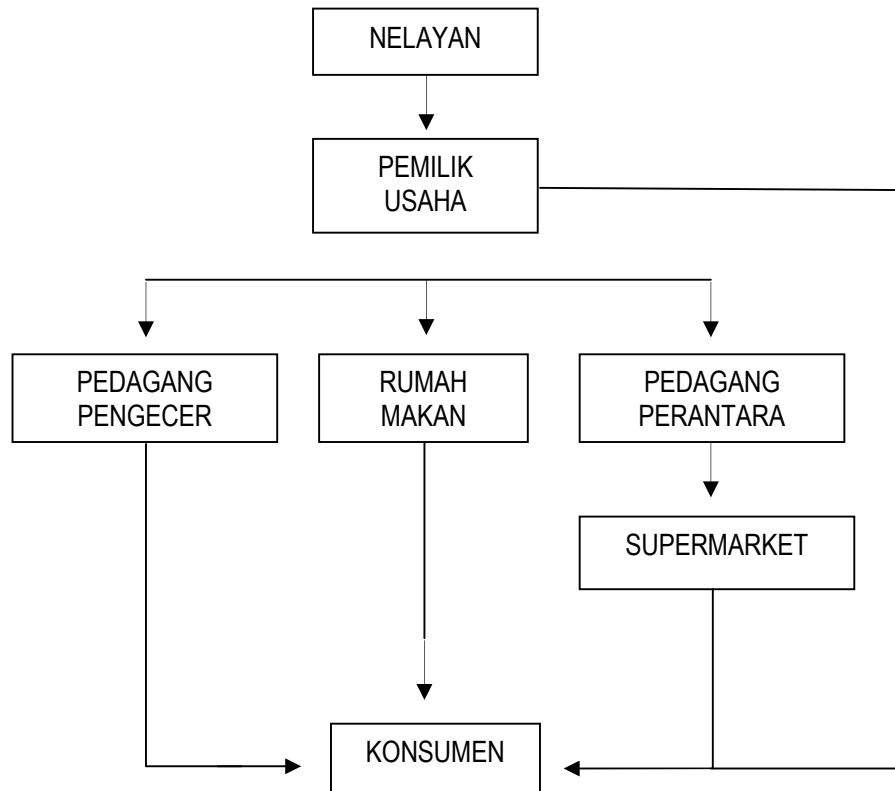 NELAYAN
PEMILIK
USAHA
PEDAGANG
PENGECER
RUMAH
MAKAN
PEDAGANG
PERANTARA
SUPERMARKET
KONSUMEN